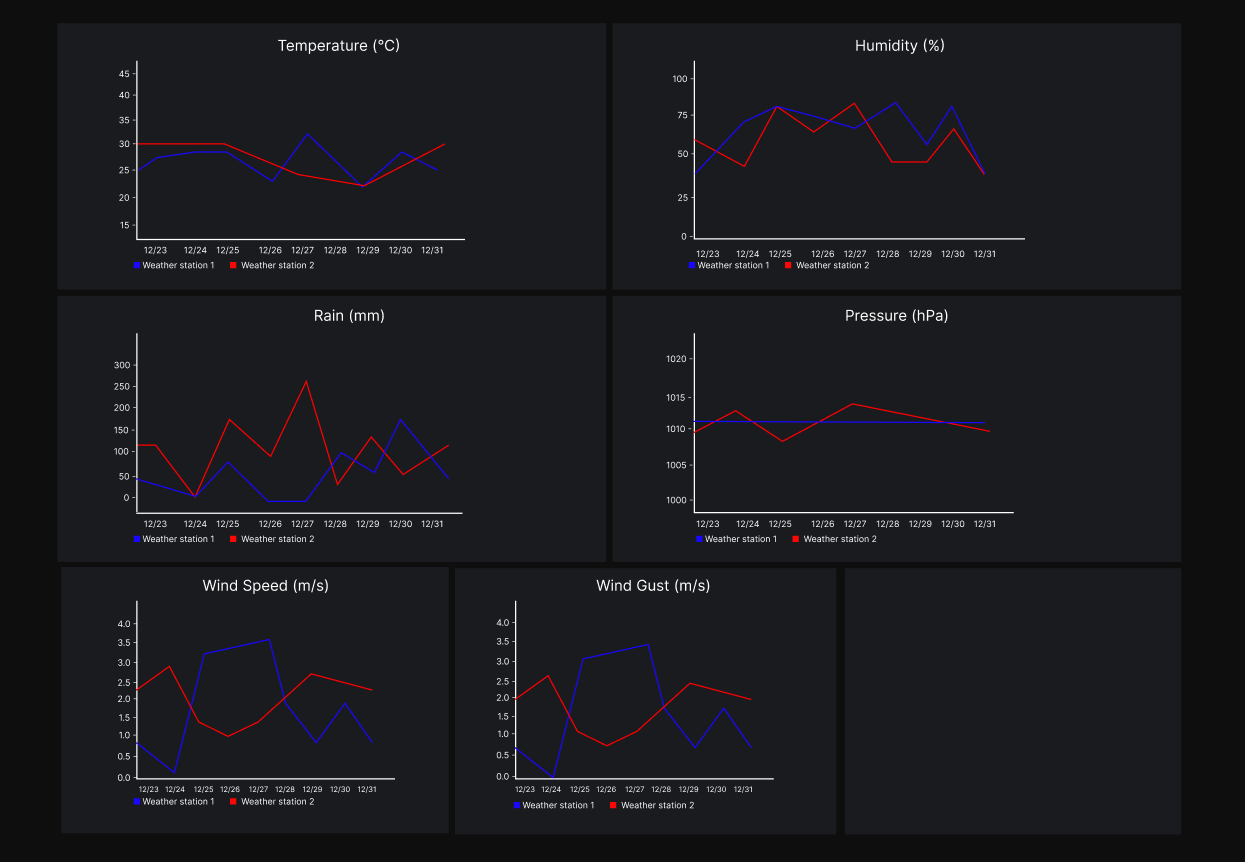 Temperature (°C)
45
40
35
30
25
20
15
12/23 12/24 12/25 12/26 12/27 12/28 12/29 12/30 12/31
Weather station 1 Weather station 2
Humidity (%)
100
75
50
25
0
12/23 12/24 12/25 12/26 12/27 12/28 12/29 12/30 12/31
Weather station 1 Weather station 2
Rain (mm)
300
250
200
150
100
50
0
12/23 12/24 12/25 12/26 12/27 12/28 12/29 12/30 12/31
Weather station 1 Weather station 2
Pressure (hPa)
1020
1015
1010
1005
1000
12/23 12/24 12/25 12/26 12/27 12/28 12/29 12/30 12/31
Weather station 1 Weather station 2
Wind Speed (m/s)
4.0
3.5
3.0
2.5
2.0
1.5
1.0
0.5
0.0
12/23 12/24 12/25 12/26 12/27 12/28 12/29 12/30 12/31
Weather station 1 Weather station 2
Wind Gust (m/s)
4.0
3.5
3.0
2.5
2.0
1.5
1.0
0.5
0.0
12/23 12/24 12/25 12/26 12/27 12/28 12/29 12/30 12/31
Weather station 1 Weather station 2